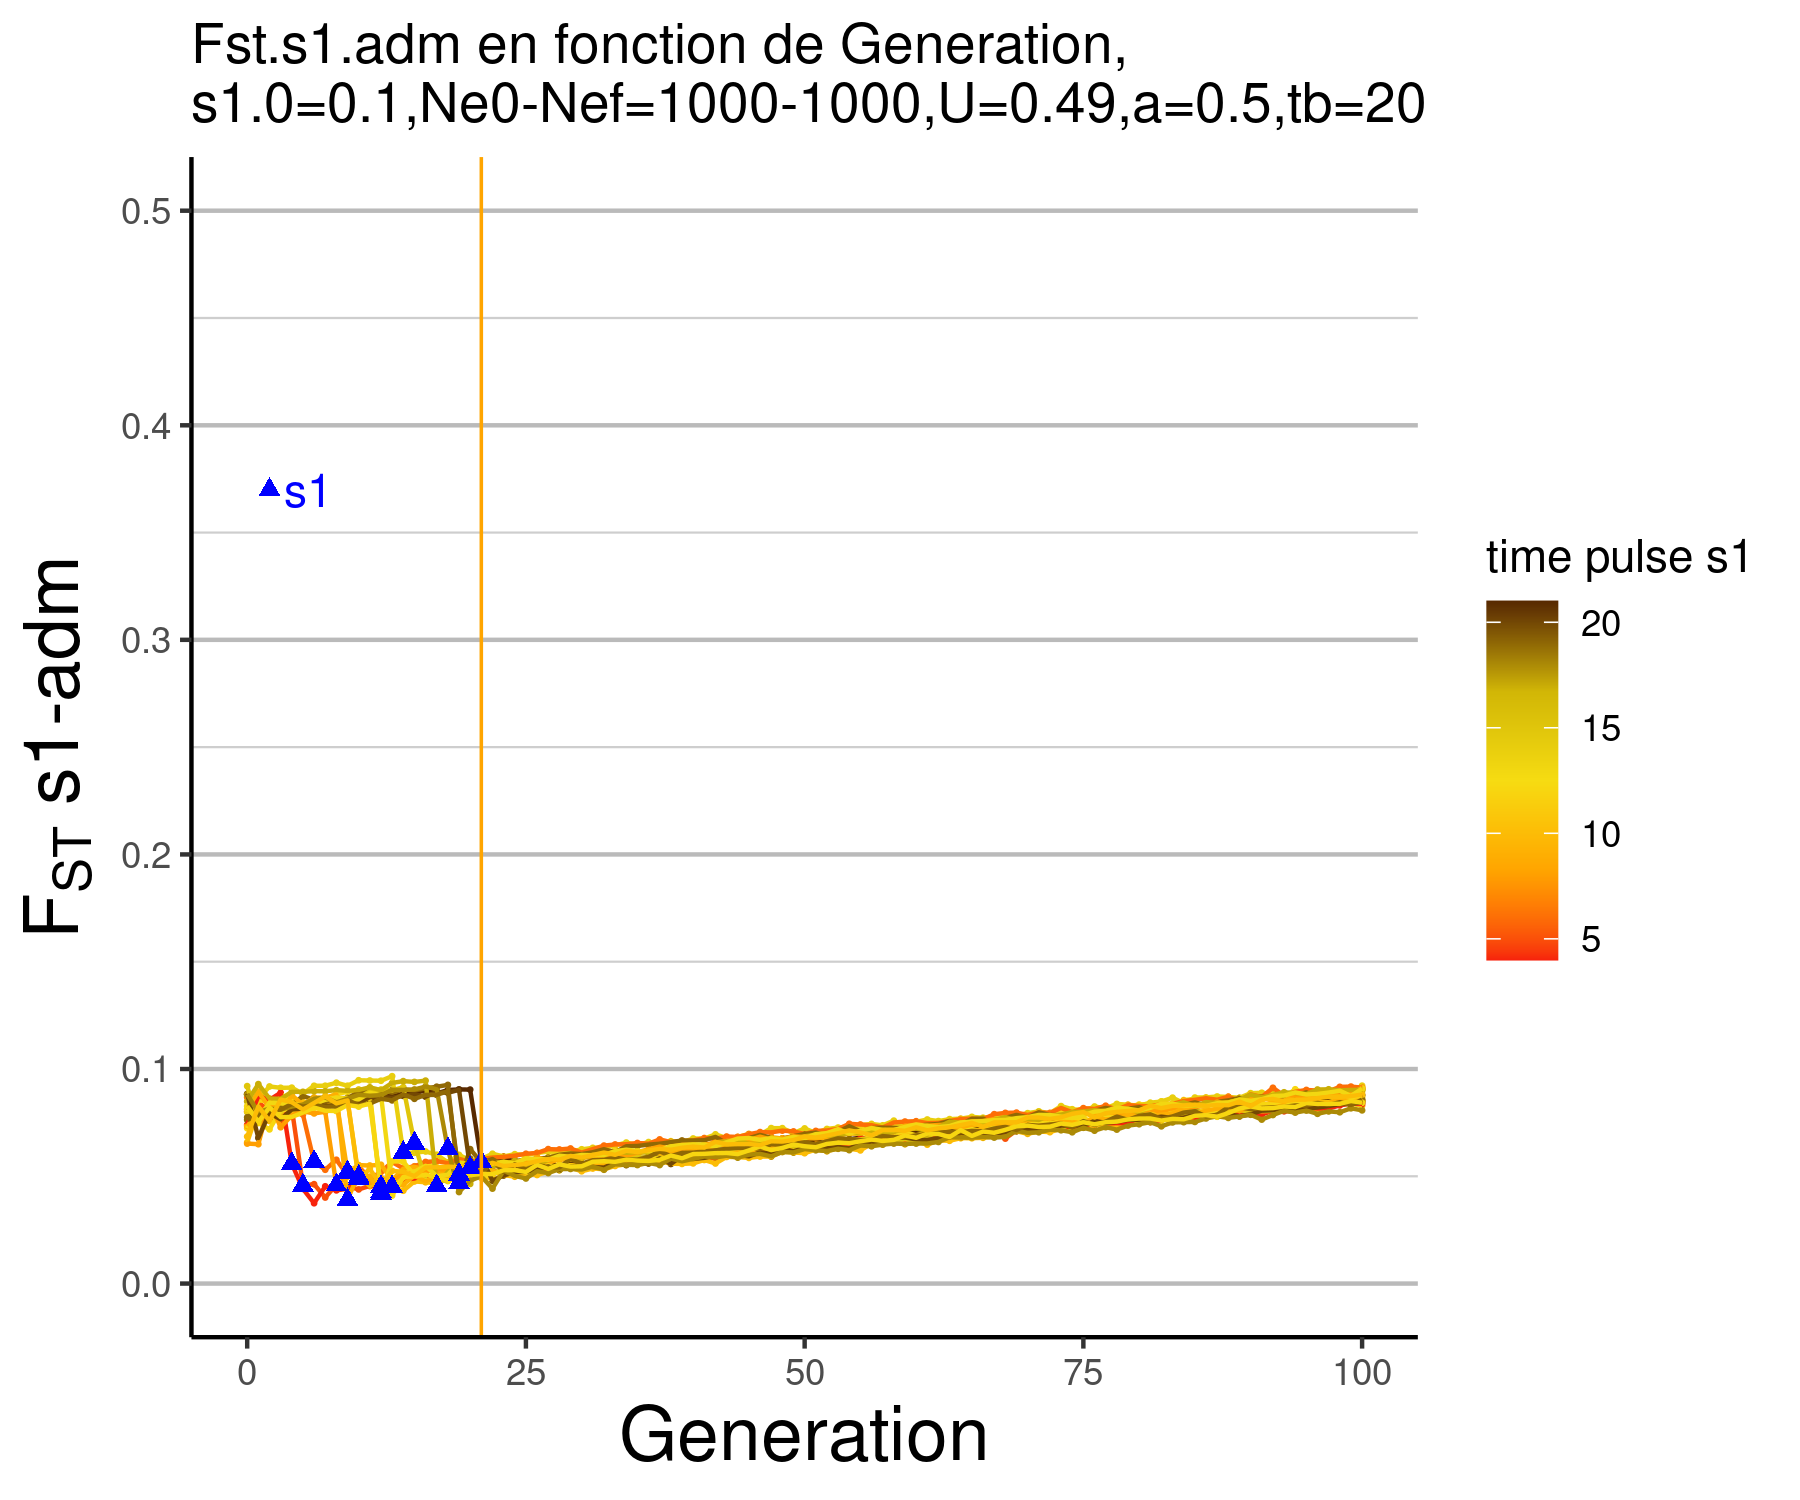 Fst.s1.adm en fonction de Generation,
s1.0=0.1,Ne0-Nef=1000-1000,U=0.49,a=0.5,tb=20
0.5
0.4
s1
0.3
0.2
0.1
0.0
FST s1-adm
0 25 50 75 100
Generation
time pulse s1
20
15
10
5